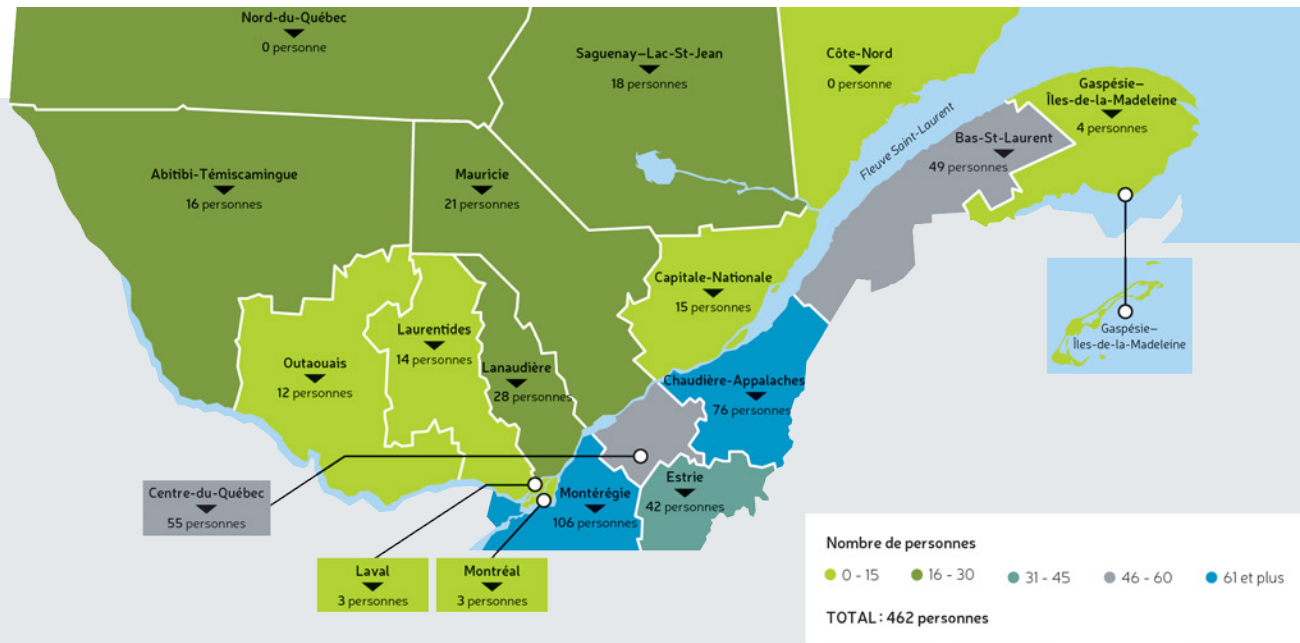 Nord-du-Québec
0 personne
Saguenay–Lac-St-Jean
18 personnes
Côte-Nord
0 personne
Gaspésie–
Îles-de-la-Madeleine
4 personnes
Fleuve Saint-Laurent
Bas-St-Laurent
49 personnes
Abitibi-Témiscamingue
16 personnes
Mauricie
21 personnes
Capitale-Nationale
15 personnes
Gaspésie–
Îles-de-la-Madeleine
Laurentides
14 personnes
Outaouais
12 personnes
Lanaudière
28 personnes
Chaudière-Appalaches
76 personnes
Centre-du-Québec
55 personnes
Montérégie
106 personnes
Estrie
42 personnes
Laval
3 personnes
Montréal
3 personnes
Nombre de personnes
0 - 15
16 - 30
31 - 45
46 - 60
61 et plus
TOTAL : 462 personnes